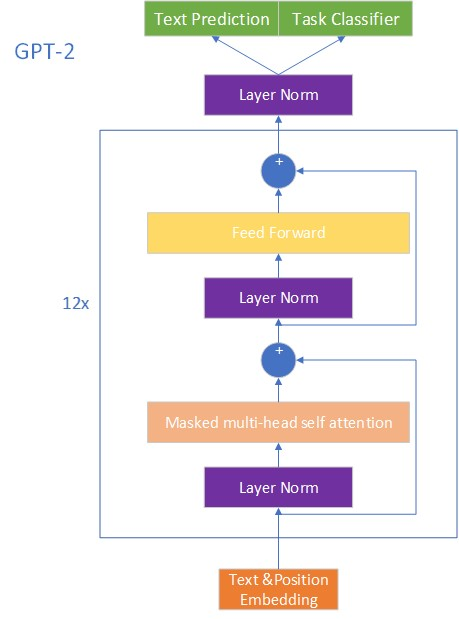 Text Prediction
Task Classifier
GPT-2
Layer Norm
+
Feed Forward
Layer Norm
12x
+
Masked multi-head self attention
Layer Norm
Text &Position
Embedding